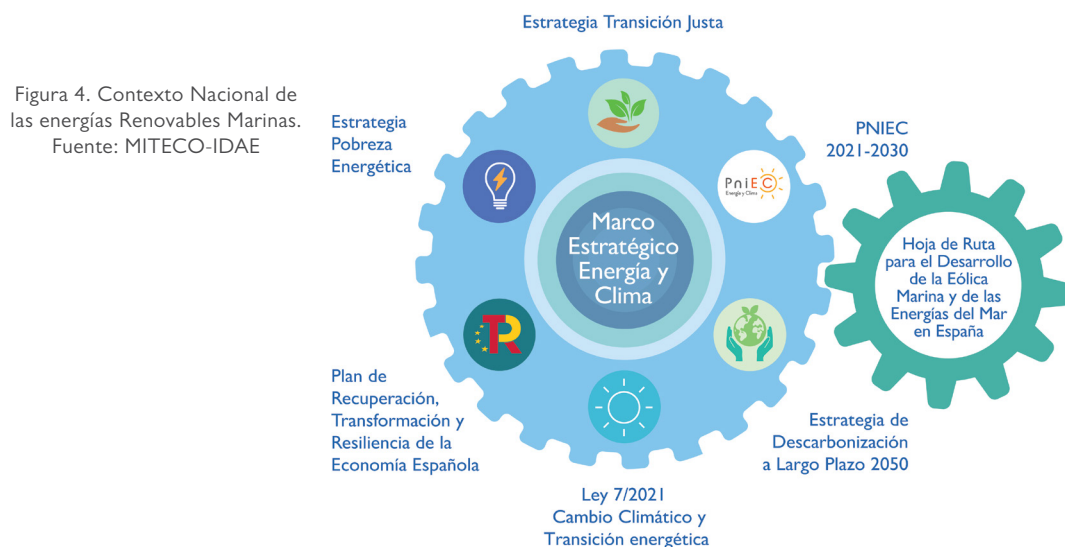 Estrategia Transición Justa
Figura 4. Contexto Nacional de
las energías Renovables Marinas.
Fuente: MITECO-IDAE
Estrategia
Pobreza
Energética
PNIEC
2021-2030
PniEC
Energía y Clima
Marco
Estratégico
Energía y
Clima
Hoja de Ruta
para el Desarrollo
de la Eólica
Marina y de las
Energías del Mar
en España
TR
Plan de
Recuperación,
Transformación y
Resiliencia de la
Economía Española
Estrategia de
Descarbonización
a Largo Plazo 2050
Ley 7/2021
Cambio Climático y
Transición energética